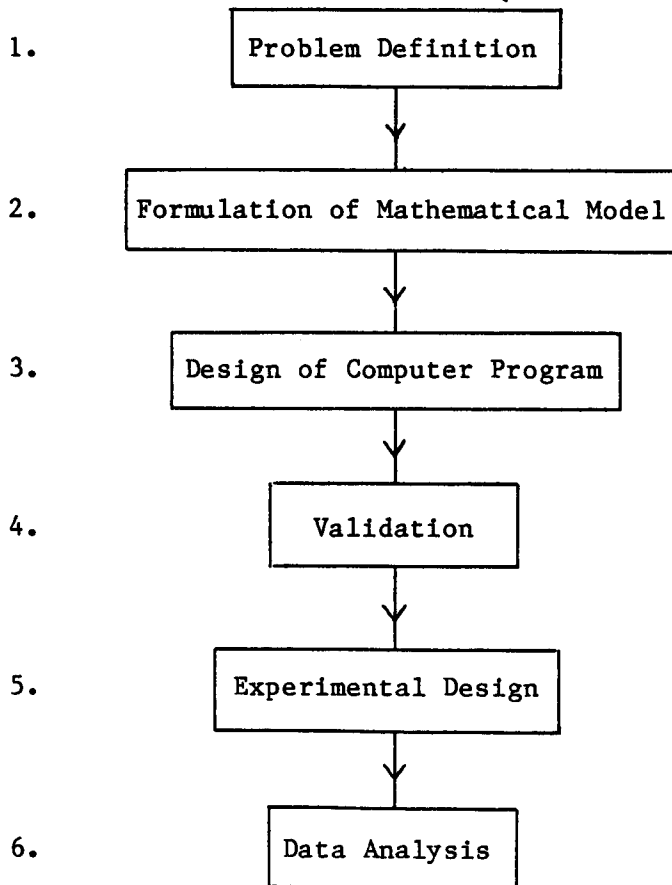 1. Problem Definition
2. Formulation of Mathematical Model
3. Design of Computer Program
4. Validation
5. Experimental Design
6. Data Analysis